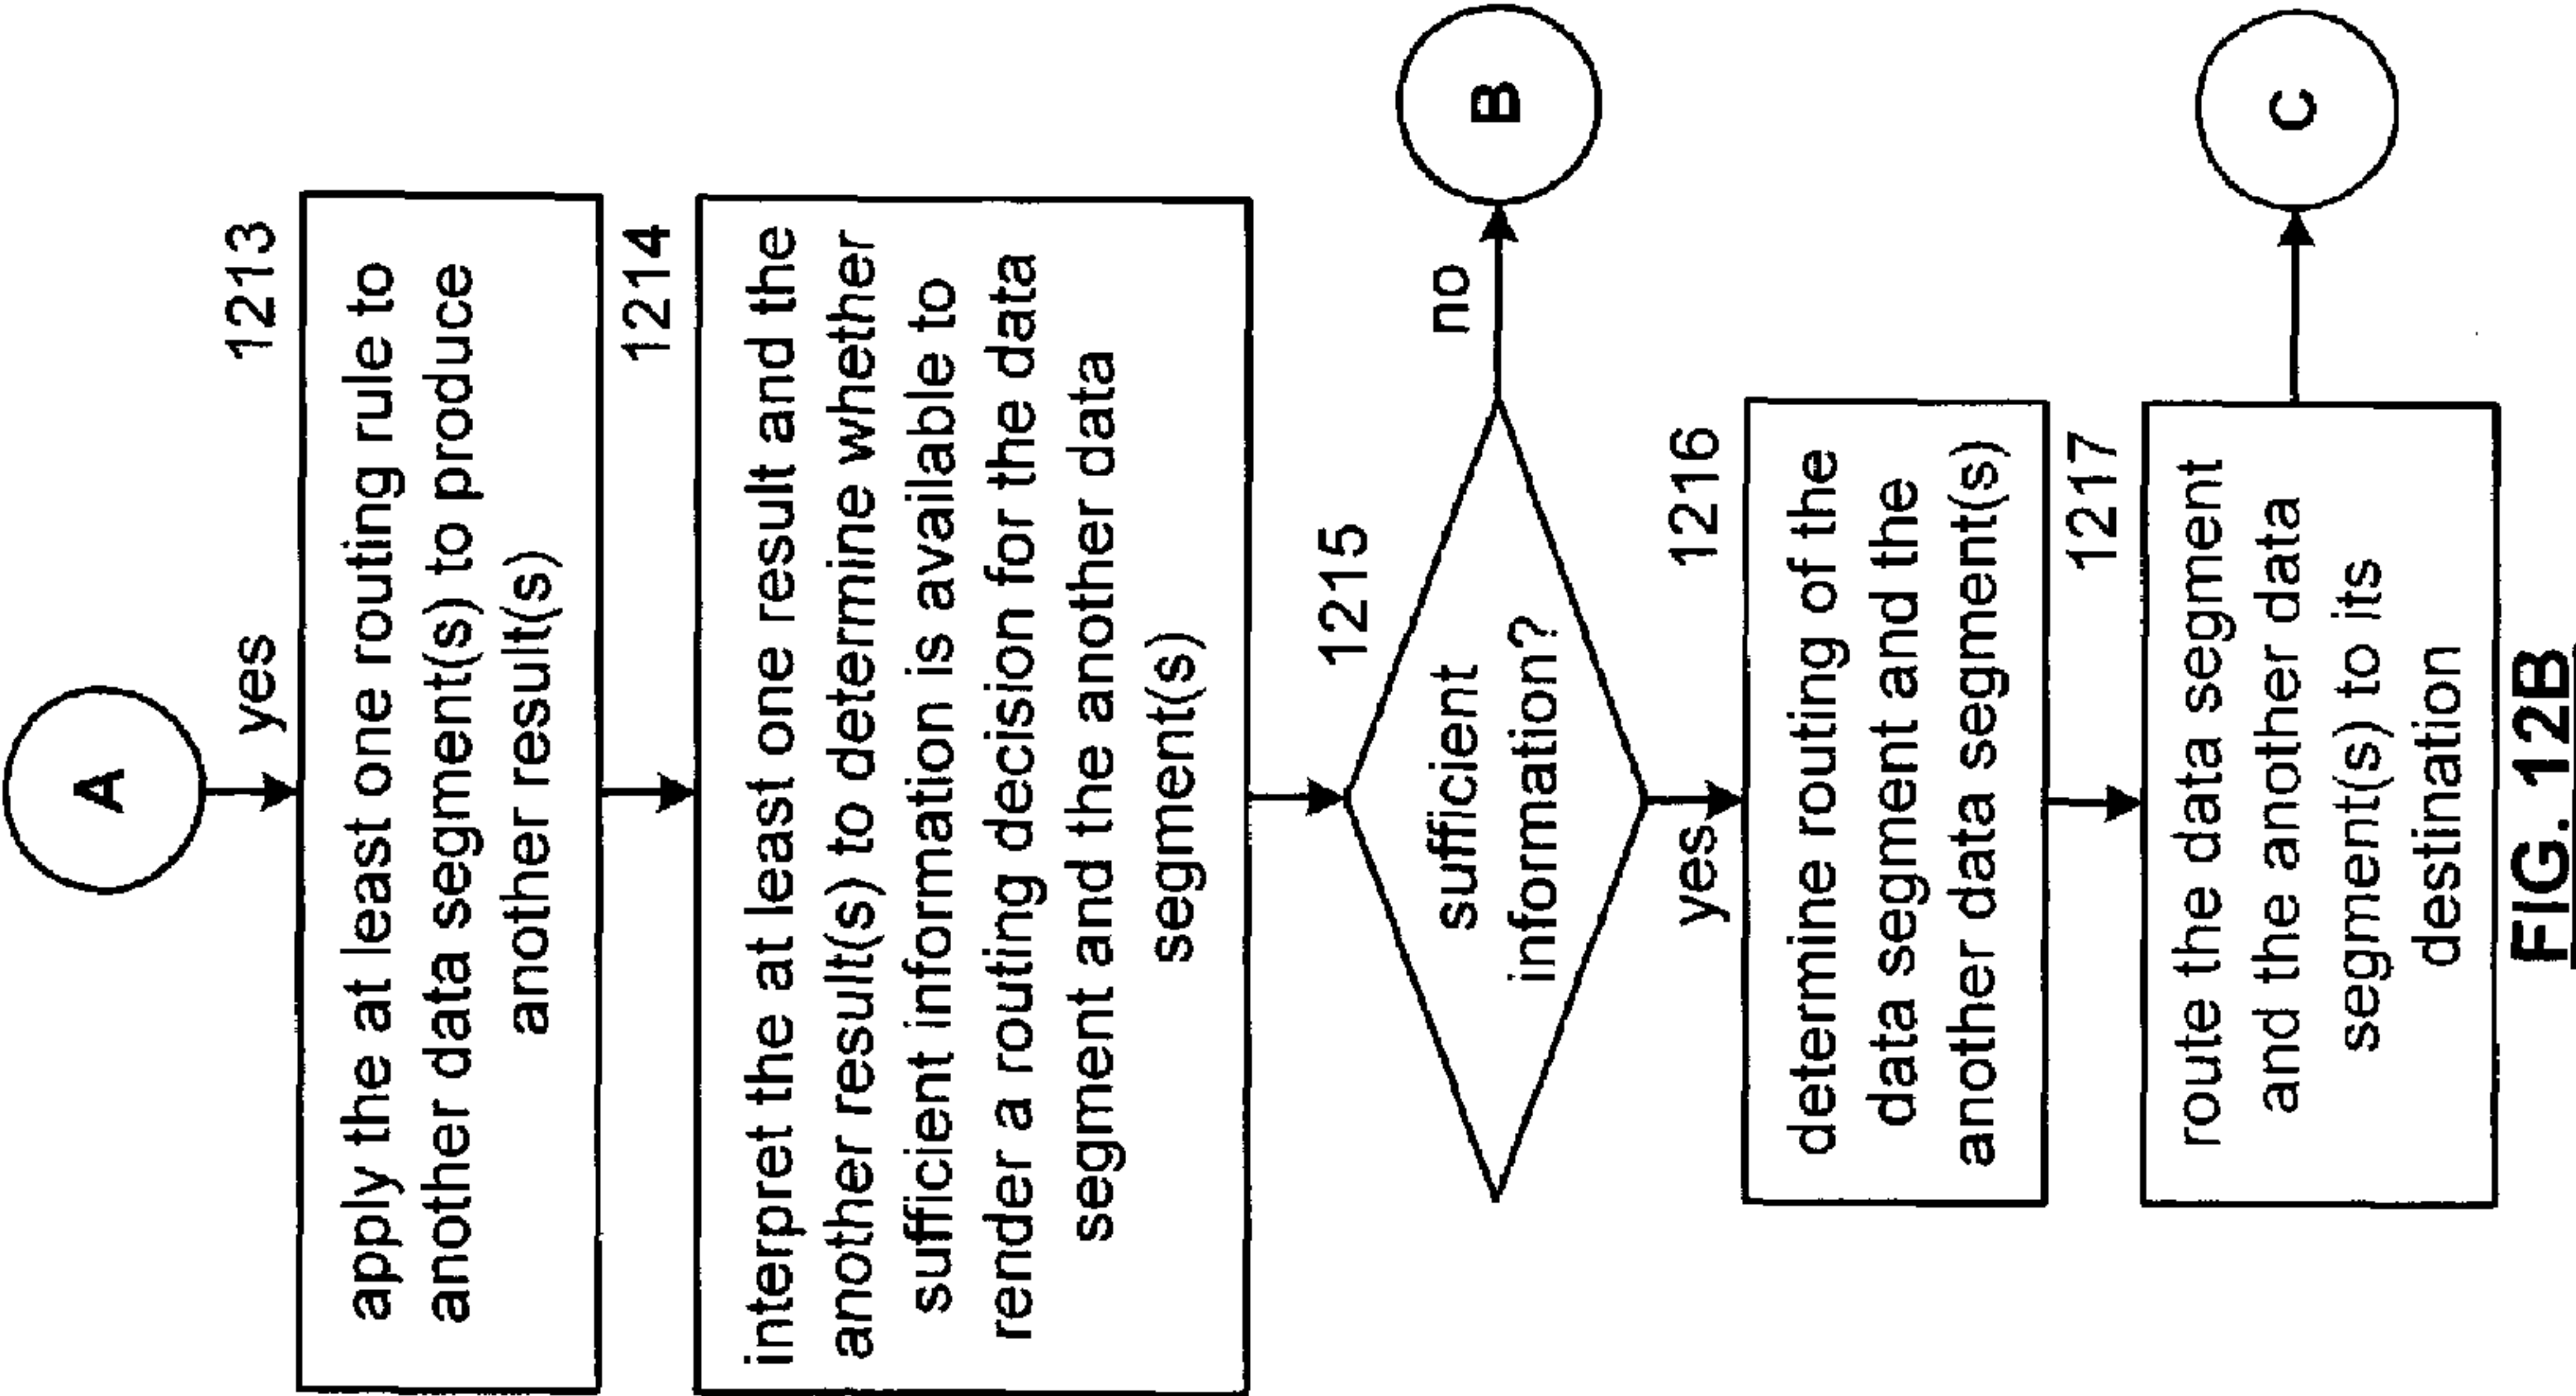 A
yes
1213
apply the at least one routing rule to
another data segment(s) to produce
another result(s)
1214
interpret the at least one result and the
another result(s) to determine whether
sufficient information is available to
render a routing decision for the data
segment and the another data
segment(s)
1215
sufficient
information?
no
B
yes
1216
determine routing of the
data segment and the
another data segment(s)
1217
route the data segment
and the another data
segment(s) to its
destination
C
FIG. 12B